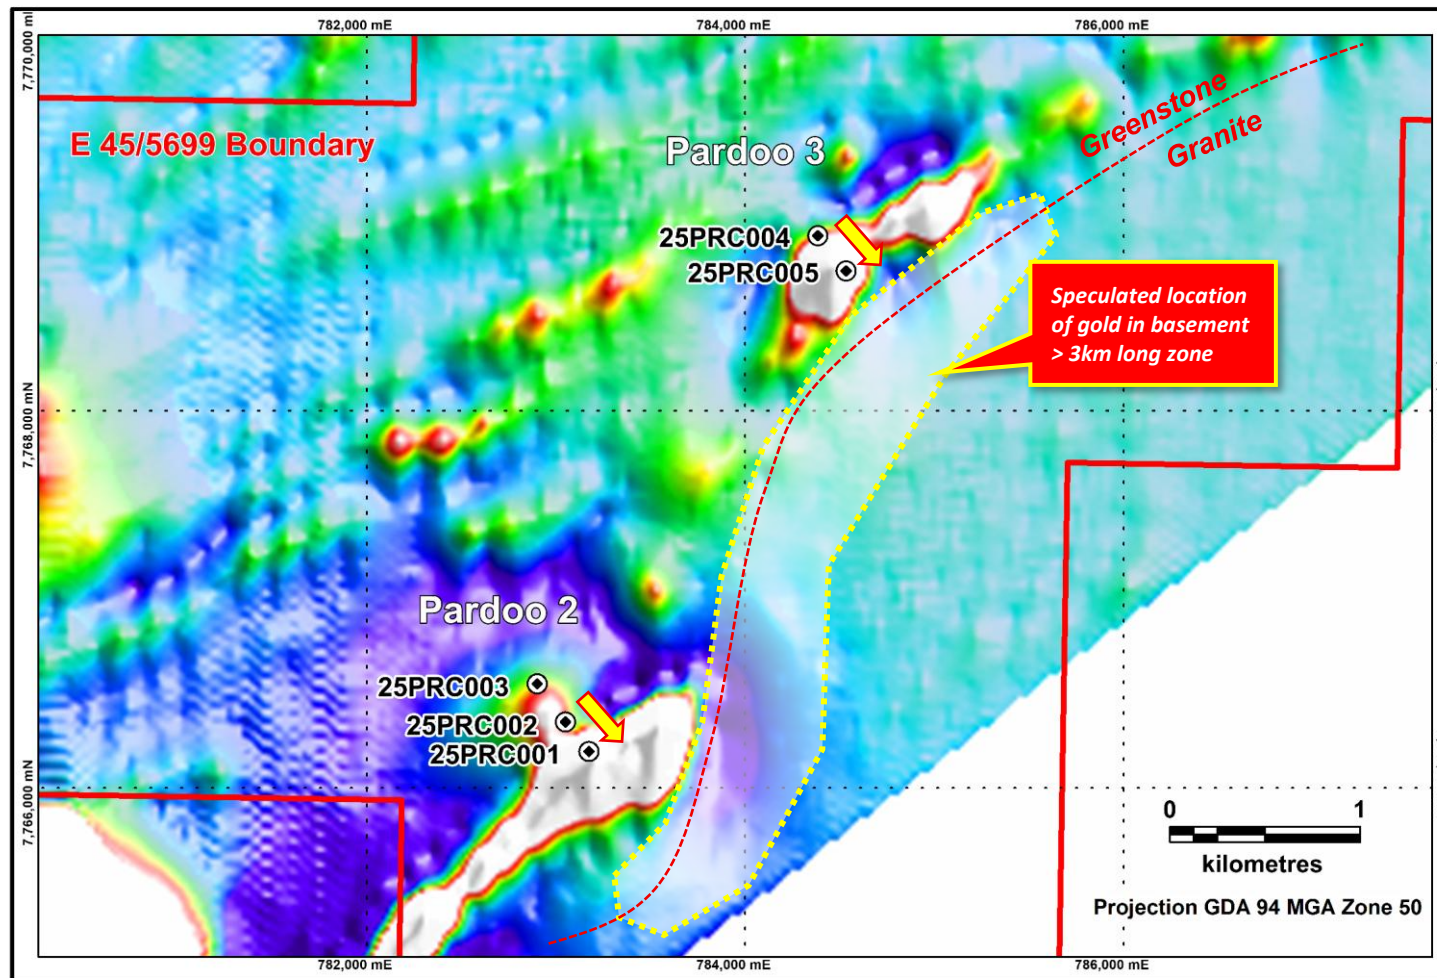 782,000 mE
784,000 mE
786,000 mE
7,770,000 ml
E 45/5699 Boundary
Pardoo 3
Greenstone
Granite
25PRC004
25PRC005
Speculated location
of gold in basement
> 3km long zone
7,768,000 mN
Pardoo 2
25PRC003
25PRC002
25PRC001
7,766,000 mN
0
1
kilometres
Projection GDA 94 MGA Zone 50
782,000 mE
784,000 mE
786,000 mE